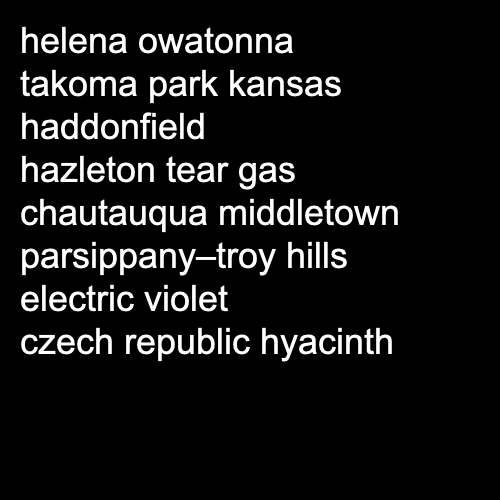 helena owatonna
takoma park kansas
haddonfield
hazleton tear gas
chautauqua middletown
parsippany–troy hills
electric violet
czech republic hyacinth